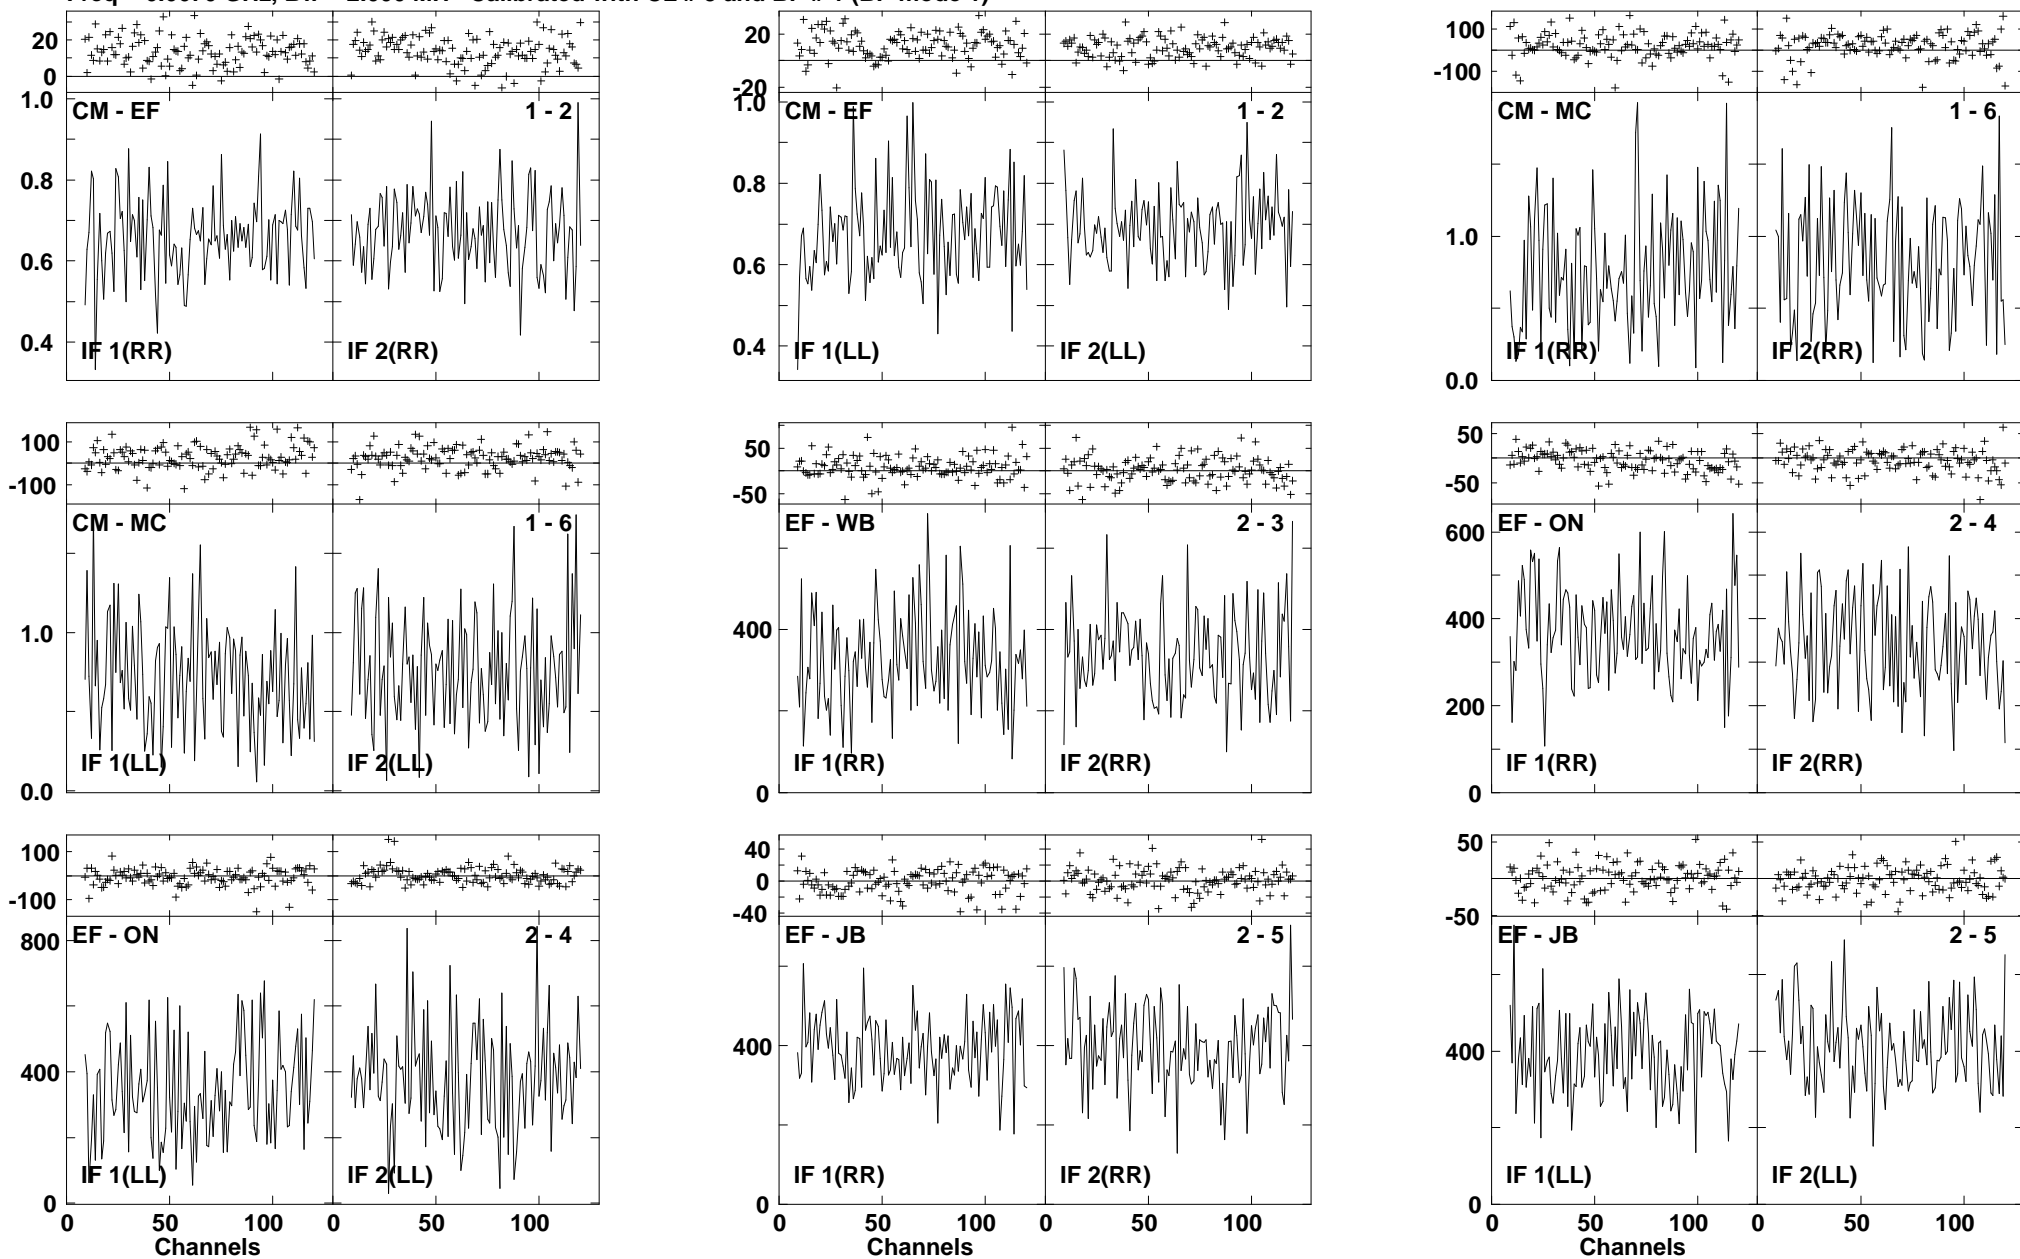 20
0
1.0
0.8
0.6
0.4
CM - EF
1 - 2
IF 1(RR)
IF 2(RR)
20
-20
1.0
0.8
0.6
0.4
CM - EF
1 - 2
IF 1(LL)
IF 2(LL)
100
-100
1.0
0.0
CM - MC
1 - 6
IF 1(RR)
IF 2(RR)
100
-100
1.0
0.0
CM - MC
1 - 6
IF 1(LL)
IF 2(LL)
50
-50
400
0
EF - WB
2 - 3
IF 1(RR)
IF 2(RR)
50
-50
600
400
200
0
EF - ON
2 - 4
IF 1(RR)
IF 2(RR)
100
-100
800
400
0
EF - ON
2 - 4
IF 1(LL)
IF 2(LL)
0 50 100 0 50 100
Channels
40
0
-40
400
0
EF - JB
2 - 5
IF 1(RR)
IF 2(RR)
0 50 100 0 50 100
Channels
50
-50
400
0
EF - JB
2 - 5
IF 1(LL)
IF 2(LL)
0 50 100 0 50 100
Channels